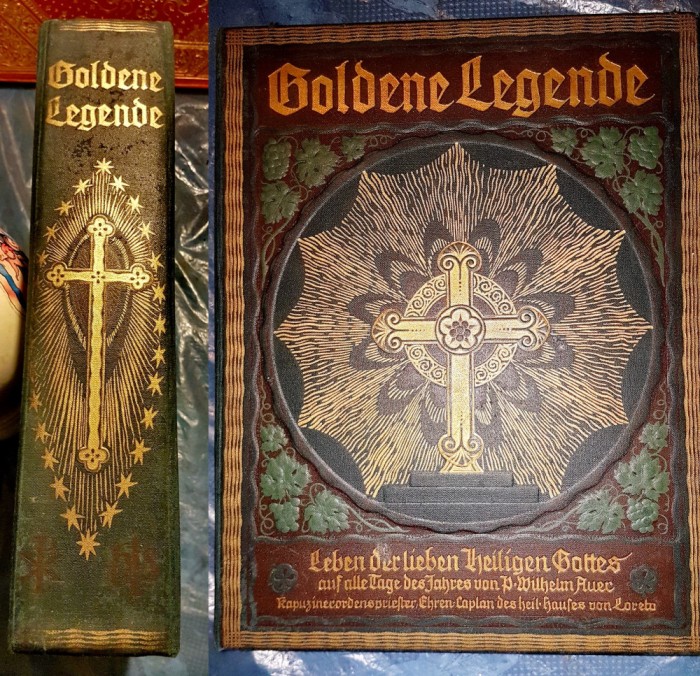 Goldene
Legende
Goldene Legende
Leben der lieben Heiligen Gottes
auf alle Tage des Jahres von P. Wilhelm Auer
Kapuzinerordenspriester, Ehren-Caplan des heil. Hauses von Loreto